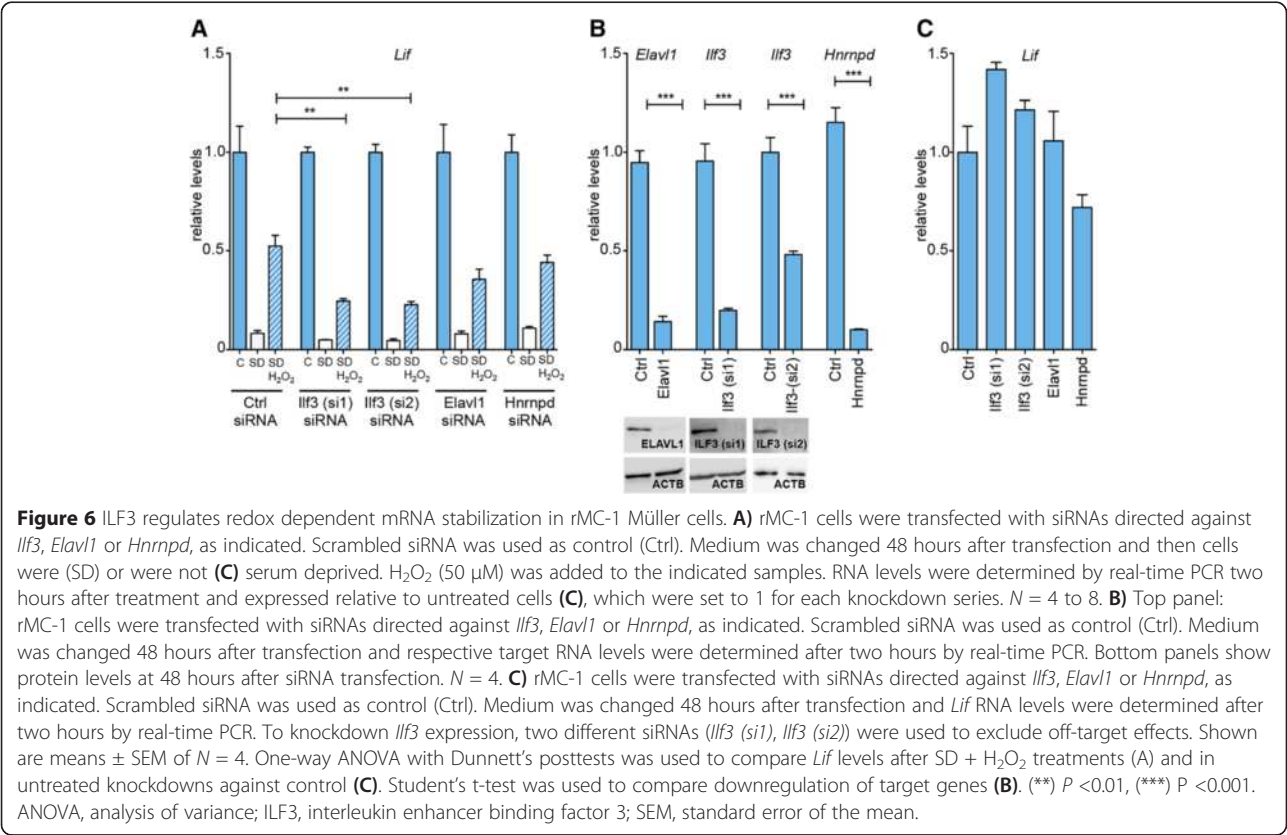 A
B
C
1.5
Lif
**
**
1.0
relative levels
0.5
0
C SD SD H₂O₂ C SD SD H₂O₂ C SD SD H₂O₂ C SD SD H₂O₂ C SD SD H₂O₂
Ctrl siRNA
Ilf3 (si1) siRNA
Ilf3 (si2) siRNA
Elavl1 siRNA
Hnrnpd siRNA
Elavl1 Ilf3 Ilf3 Hnrnpd
1.5
*** *** *** ***
1.0
relative levels
0.5
0
Ctrl
Elavl1
Ctrl
Ilf3 (si1)
Ctrl
Ilf3-(si2)
Ctrl
Hnrnpd
ELAVL1 ILF3 (si1) ILF3 (si2)
ACTB ACTB ACTB
1.5
Lif
1.0
relative levels
0.5
0
Ctrl
Ilf3 (si1)
Ilf3 (si2)
Elavl1
Hnrnpd
Figure 6 ILF3 regulates redox dependent mRNA stabilization in rMC-1 Müller cells. A) rMC-1 cells were transfected with siRNAs directed against
Ilf3, Elavl1 or Hnrnpd, as indicated. Scrambled siRNA was used as control (Ctrl). Medium was changed 48 hours after transfection and then cells
were (SD) or were not (C) serum deprived. H₂O₂ (50 μM) was added to the indicated samples. RNA levels were determined by real-time PCR two
hours after treatment and expressed relative to untreated cells (C), which were set to 1 for each knockdown series. N = 4 to 8. B) Top panel:
rMC-1 cells were transfected with siRNAs directed against Ilf3, Elavl1 or Hnrnpd, as indicated. Scrambled siRNA was used as control (Ctrl). Medium
was changed 48 hours after transfection and respective target RNA levels were determined after two hours by real-time PCR. Bottom panels show
protein levels at 48 hours after siRNA transfection. N = 4. C) rMC-1 cells were transfected with siRNAs directed against Ilf3, Elavl1 or Hnrnpd, as
indicated. Scrambled siRNA was used as control (Ctrl). Medium was changed 48 hours after transfection and Lif RNA levels were determined after
two hours by real-time PCR. To knockdown Ilf3 expression, two different siRNAs (Ilf3 (si1), Ilf3 (si2)) were used to exclude off-target effects. Shown
are means ± SEM of N = 4. One-way ANOVA with Dunnett's posttests was used to compare Lif levels after SD + H₂O₂ treatments (A) and in
untreated knockdowns against control (C). Student's t-test was used to compare downregulation of target genes (B). (**) P <0.01, (***) P <0.001.
ANOVA, analysis of variance; ILF3, interleukin enhancer binding factor 3; SEM, standard error of the mean.